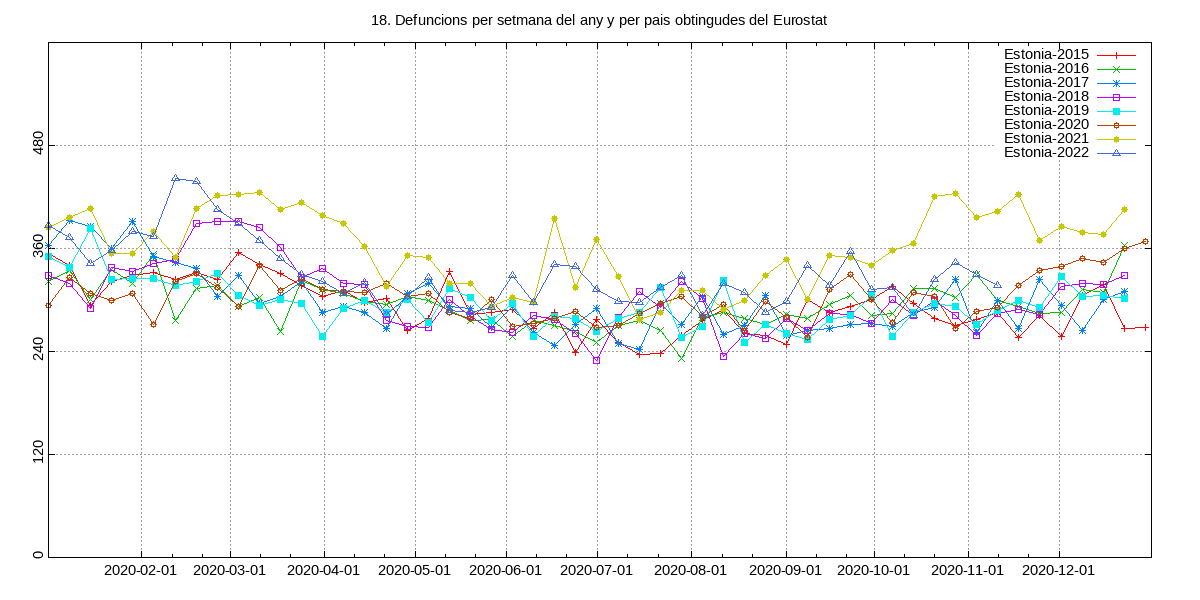 18. Defuncions per setmana del any y per pais obtingudes del Eurostat
Estonia-2015
Estonia-2016
Estonia-2017
Estonia-2018
Estonia-2019
Estonia-2020
Estonia-2021
Estonia-2022
480
360
240
120
0
2020-02-01 2020-03-01 2020-04-01 2020-05-01 2020-06-01 2020-07-01 2020-08-01 2020-09-01 2020-10-01 2020-11-01 2020-12-01